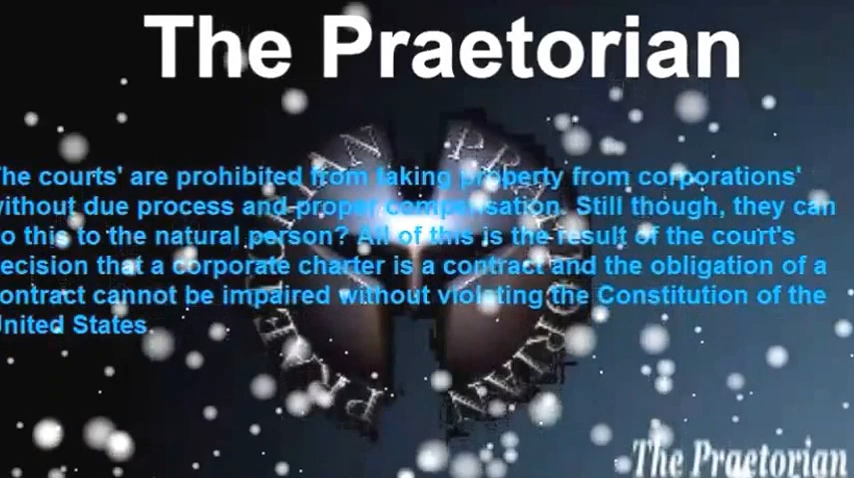 The Praetorian
he courts' are prohibited from taking property from corporations'
ithout due process and proper compensation. Still though, they can
o this to the natural person? All of this is the result of the court's
ecision that a corporate charter is a contract and the obligation of a
ontract cannot be impaired without violating the Constitution of the
nited States.
PRAETORIAN
PRAETORIAN
The Praetorian